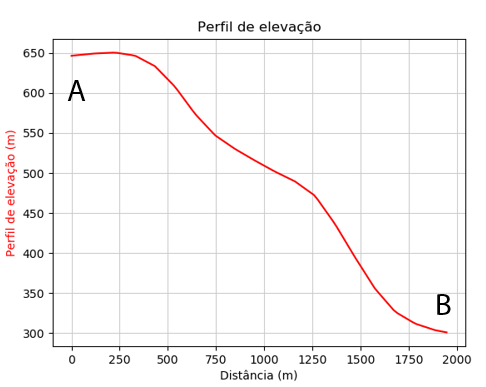 Perfil de elevação
650
600
550
500
450
400
350
300
Perfil de elevação (m)
A
B
0 250 500 750 1000 1250 1500 1750 2000
Distância (m)